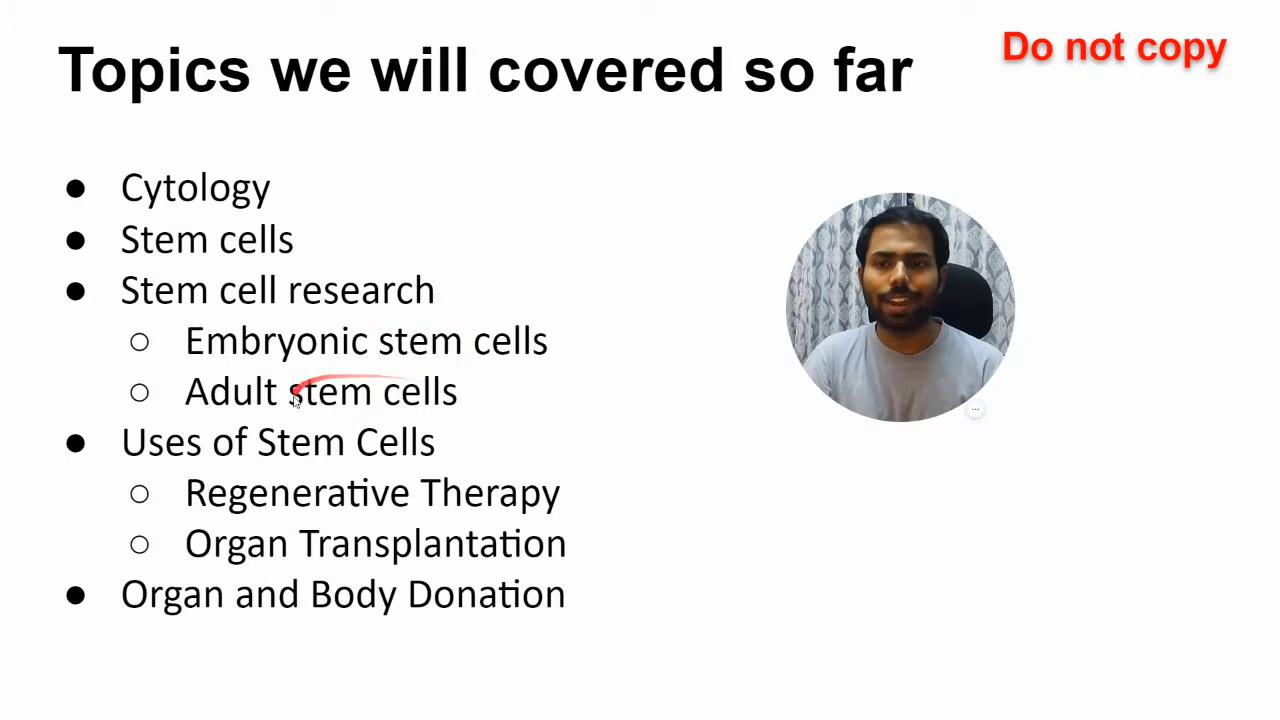 Topics we will covered so far
Do not copy
● Cytology
● Stem cells
● Stem cell research
○ Embryonic stem cells
○ Adult stem cells
● Uses of Stem Cells
○ Regenerative Therapy
○ Organ Transplantation
● Organ and Body Donation